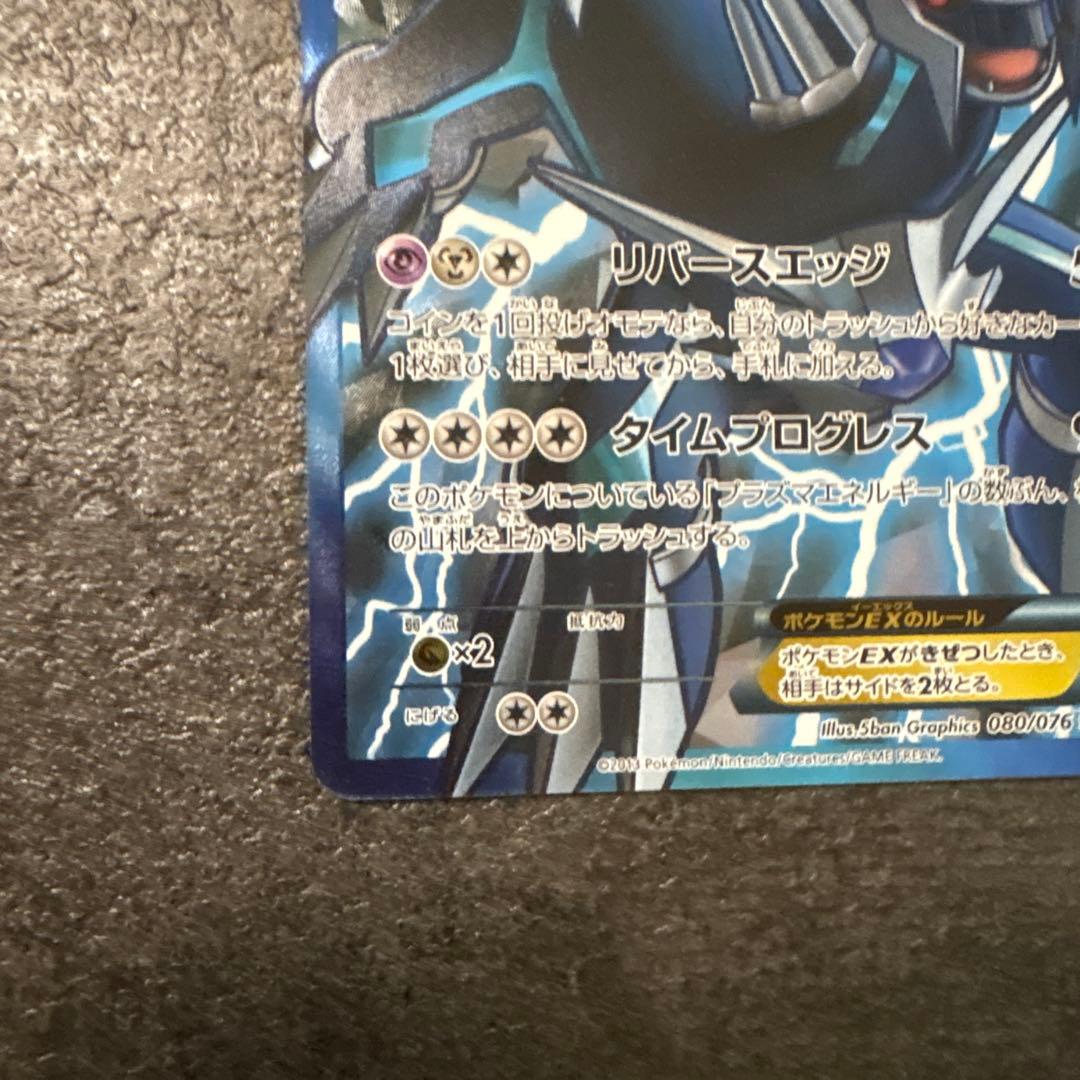 リバースエッジ
コインを1回投げオモテなら、自分のトラッシュから好きなカー
1枚選び、相手に見せてから、手札に加える。
タイムプログレス
このポケモンについている「プラズマエネルギー」の数ぶん、
の山札を上からトラッシュする。
弱点 抵抗力
×2
にげる
ポケモンEXのルール
ポケモンEXがきぜつしたとき、
相手はサイドを2枚とる。
Illus.5ban Graphics 080/076
©2013 Pokémon/Nintendo/Creatures/GAME FREAK.